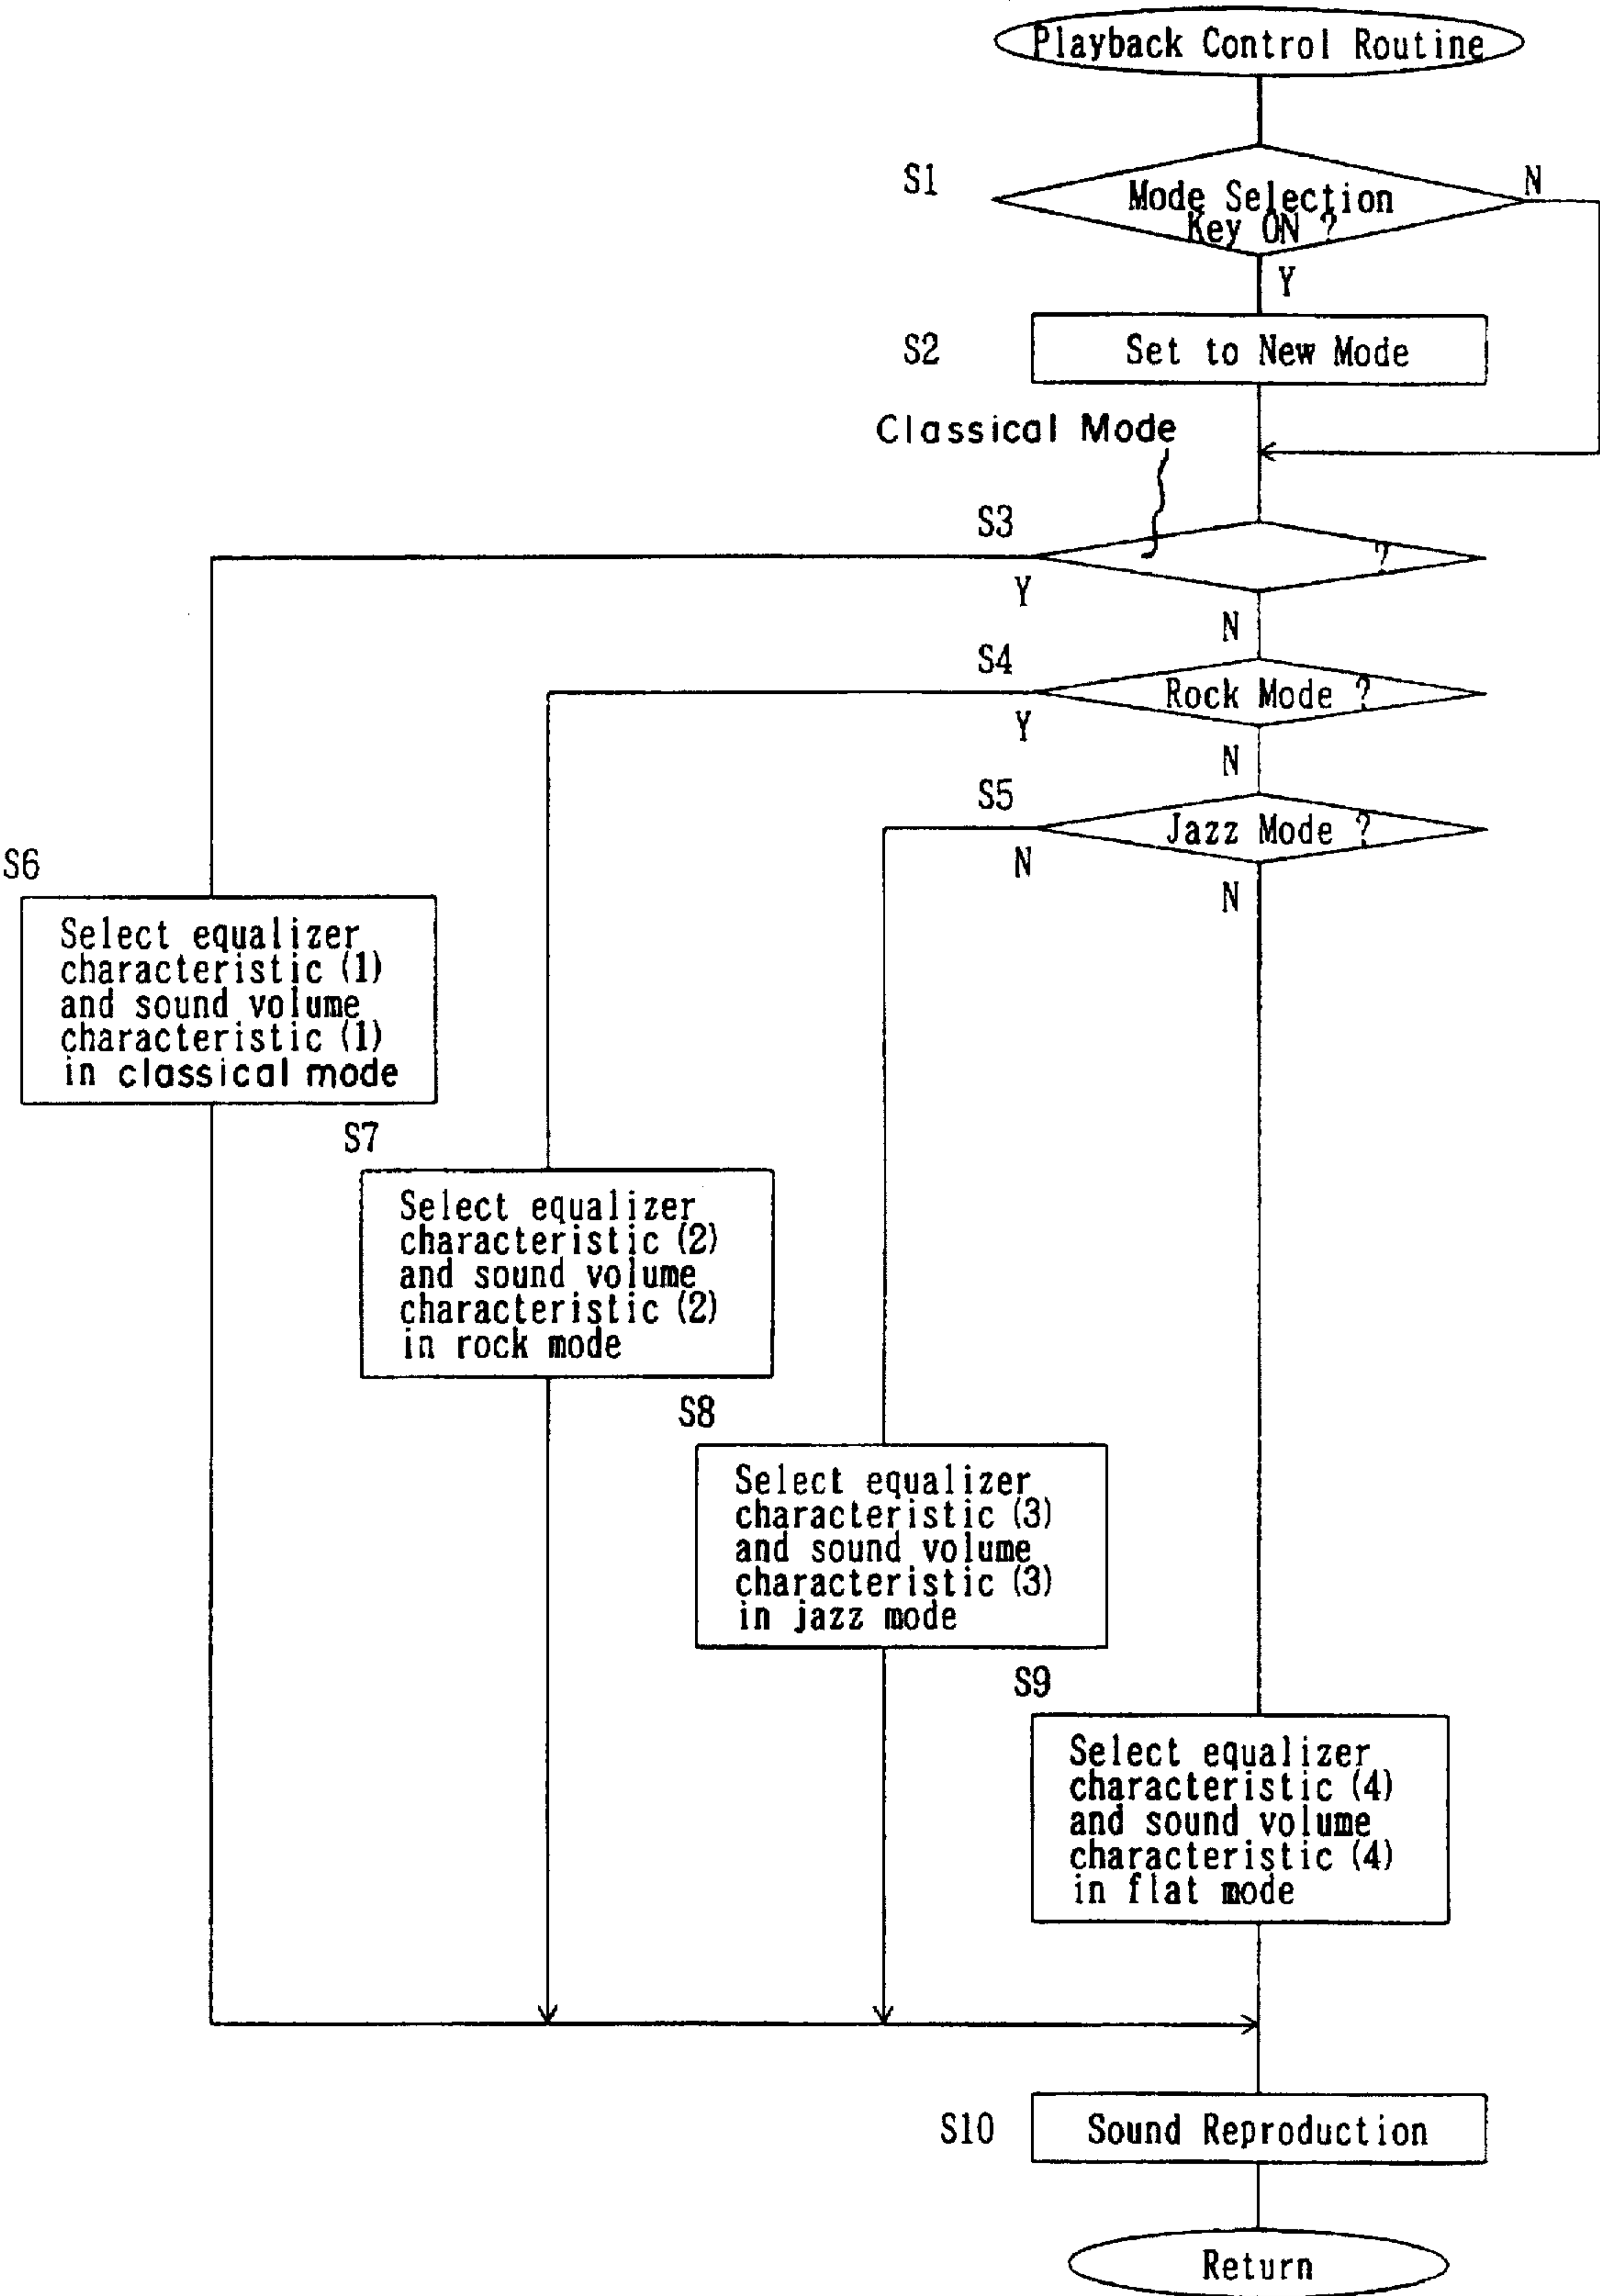 Playback Control Routine
S1
Mode Selection
Key ON ?
N
Y
S2
Set to New Mode
Classical Mode
S3
?
Y
N
S4
Rock Mode ?
Y
N
S5
Jazz Mode ?
N
N
S6
Select equalizer
characteristic (1)
and sound volume
characteristic (1)
in classical mode
S7
Select equalizer
characteristic (2)
and sound volume
characteristic (2)
in rock mode
S8
Select equalizer
characteristic (3)
and sound volume
characteristic (3)
in jazz mode
S9
Select equalizer
characteristic (4)
and sound volume
characteristic (4)
in flat mode
S10
Sound Reproduction
Return